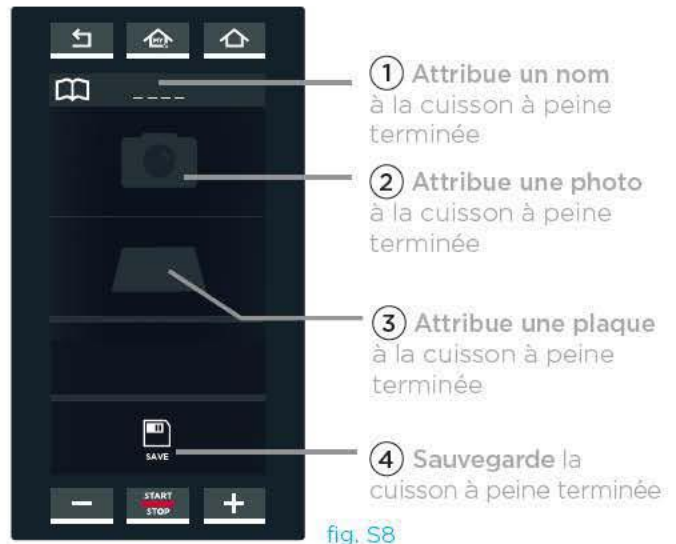 MY
① Attribue un nom
à la cuisson à peine
terminée
② Attribue une photo
à la cuisson à peine
terminée
③ Attribue une plaque
à la cuisson à peine
terminée
SAVE
④ Sauvegarde la
cuisson à peine terminée
START
STOP
fig. S8